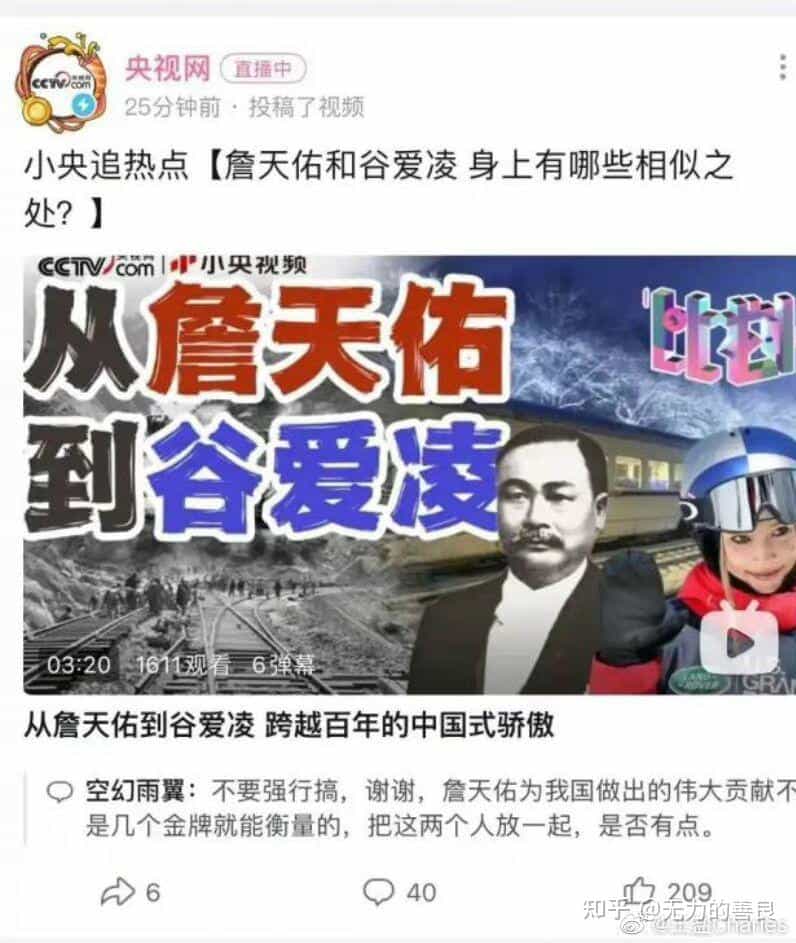 CCTV 央视网 com
央视网 直播中
25分钟前 · 投稿了视频
小央追热点【詹天佑和谷爱凌 身上有哪些相似之
处？】
CCTV com 小央视频
从詹天佑
到谷爱凌
比划
LAND ROVER
U.S.
GRAN
03:20 1611观看 6弹幕
从詹天佑到谷爱凌 跨越百年的中国式骄傲
空幻雨翼：不要强行搞，谢谢，詹天佑为我国做出的伟大贡献不
是几个金牌就能衡量的，把这两个人放一起，是否有点。
6 40 209
知乎 @无力的善良